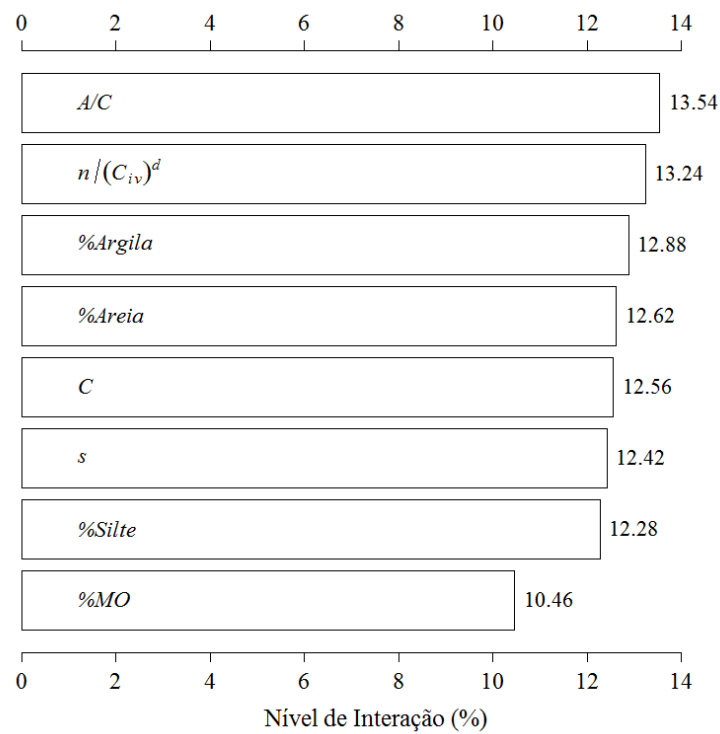 0 2 4 6 8 10 12 14
A/C 13.54
n/(C_{iv})^d 13.24
%Argila 12.88
%Areia 12.62
C 12.56
s 12.42
%Silte 12.28
%MO 10.46
0 2 4 6 8 10 12 14
Nível de Interação (%)